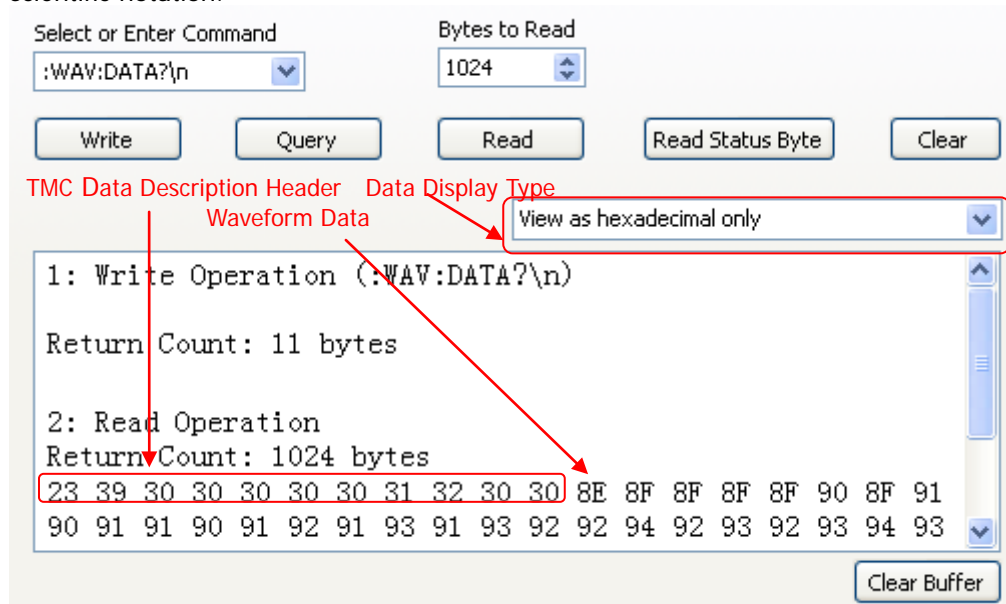 Select or Enter Command
Bytes to Read
:WAV:DATA?\n
1024
Write
Query
Read
Read Status Byte
Clear
TMC Data Description Header
Data Display Type
Waveform Data
View as hexadecimal only
1: Write Operation (:WAV:DATA?\n)
Return Count: 11 bytes
2: Read Operation
Return Count: 1024 bytes
23 39 30 30 30 30 30 31 32 30 30 8E 8F 8F 8F 8F 90 8F 91
90 91 91 90 91 92 91 93 91 93 92 92 94 92 93 92 93 94 93
Clear Buffer